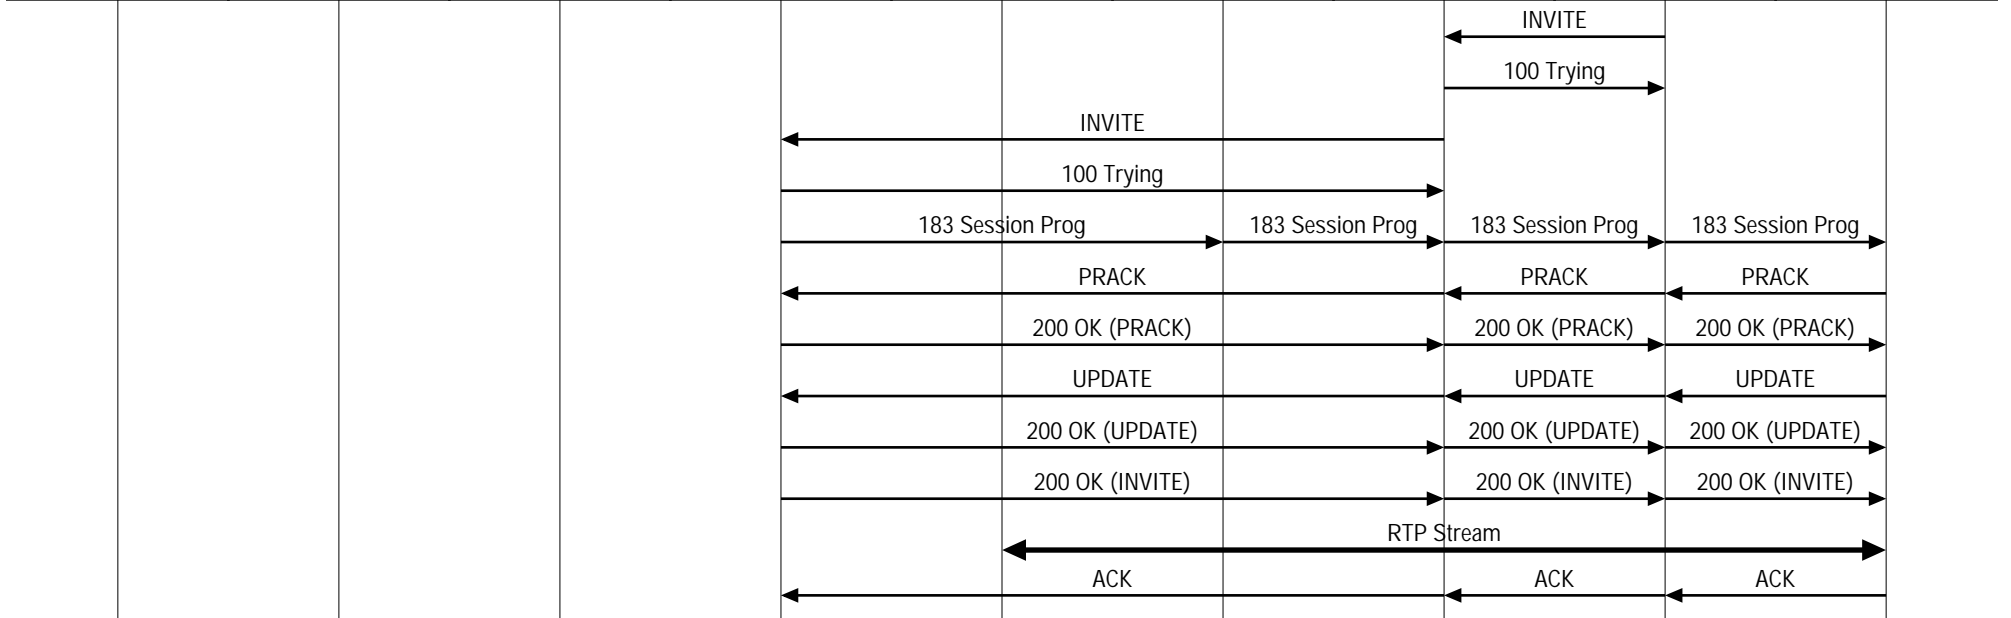 INVITE
100 Trying
INVITE
100 Trying
183 Session Prog 183 Session Prog 183 Session Prog 183 Session Prog
PRACK PRACK PRACK
200 OK (PRACK) 200 OK (PRACK) 200 OK (PRACK)
UPDATE UPDATE UPDATE
200 OK (UPDATE) 200 OK (UPDATE) 200 OK (UPDATE)
200 OK (INVITE) 200 OK (INVITE) 200 OK (INVITE)
RTP Stream
ACK ACK ACK